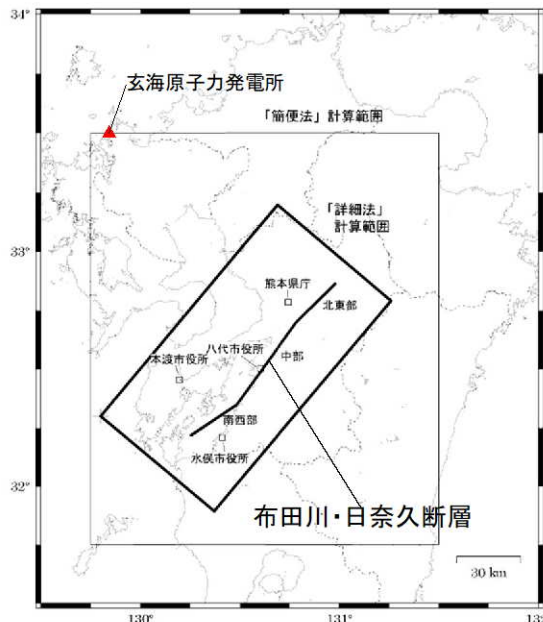 34°
玄海原子力発電所
「簡便法」計算範囲
「詳細法」
計算範囲
33°
熊本県庁
北東部
八代市役所
中部
本渡市役所
南西部
水俣市役所
32°
布田川・日奈久断層
30 km
130°
131°